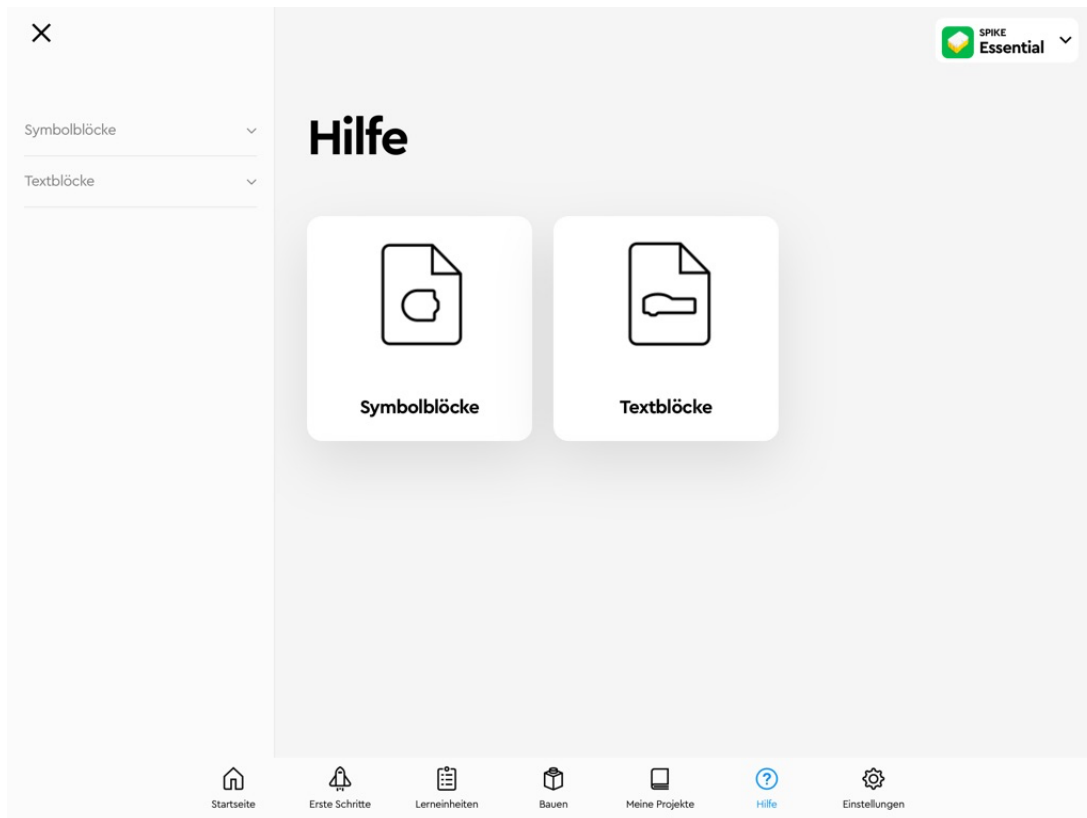 SPIKE
Essential
Symbolblöcke
Textblöcke
Hilfe
Symbolblöcke
Textblöcke
Startseite
Erste Schritte
Lerneinheiten
Bauen
Meine Projekte
Hilfe
Einstellungen